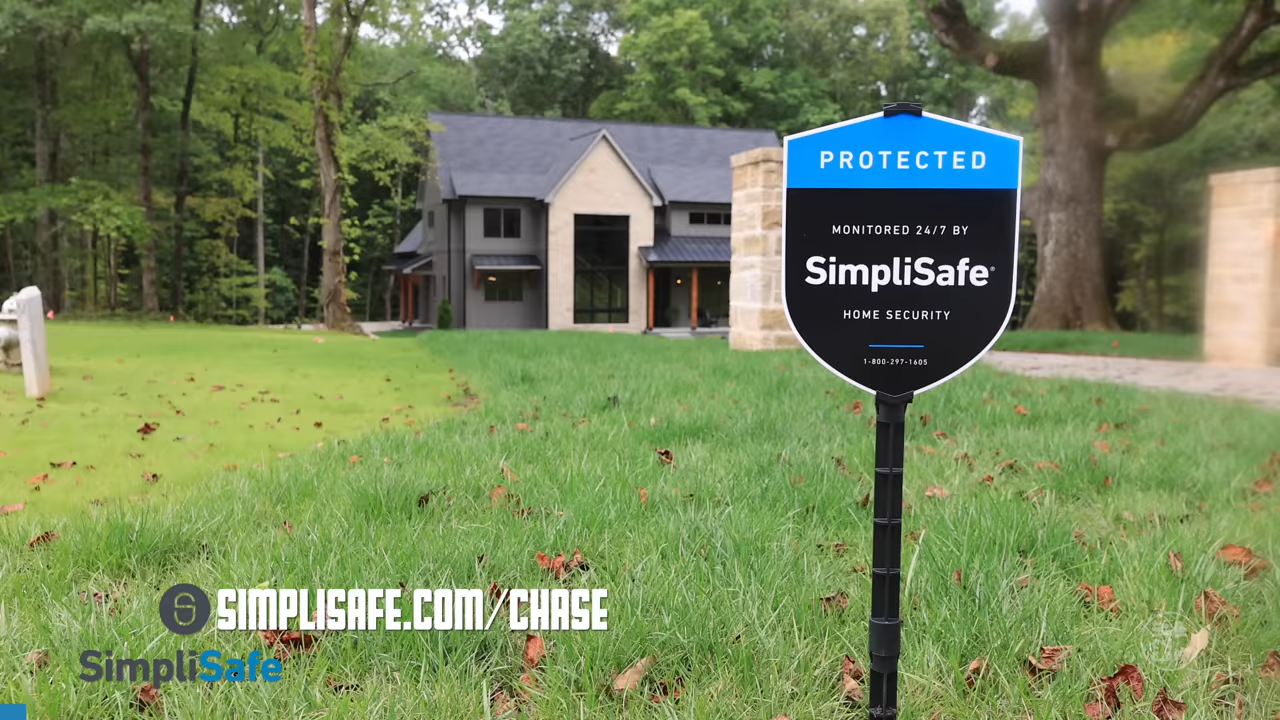 PROTECTED
MONITORED 24/7 BY
SimpliSafe®
HOME SECURITY
1-800-297-1605
SIMPLISAFE.COM/CHASE
SimpliSafe